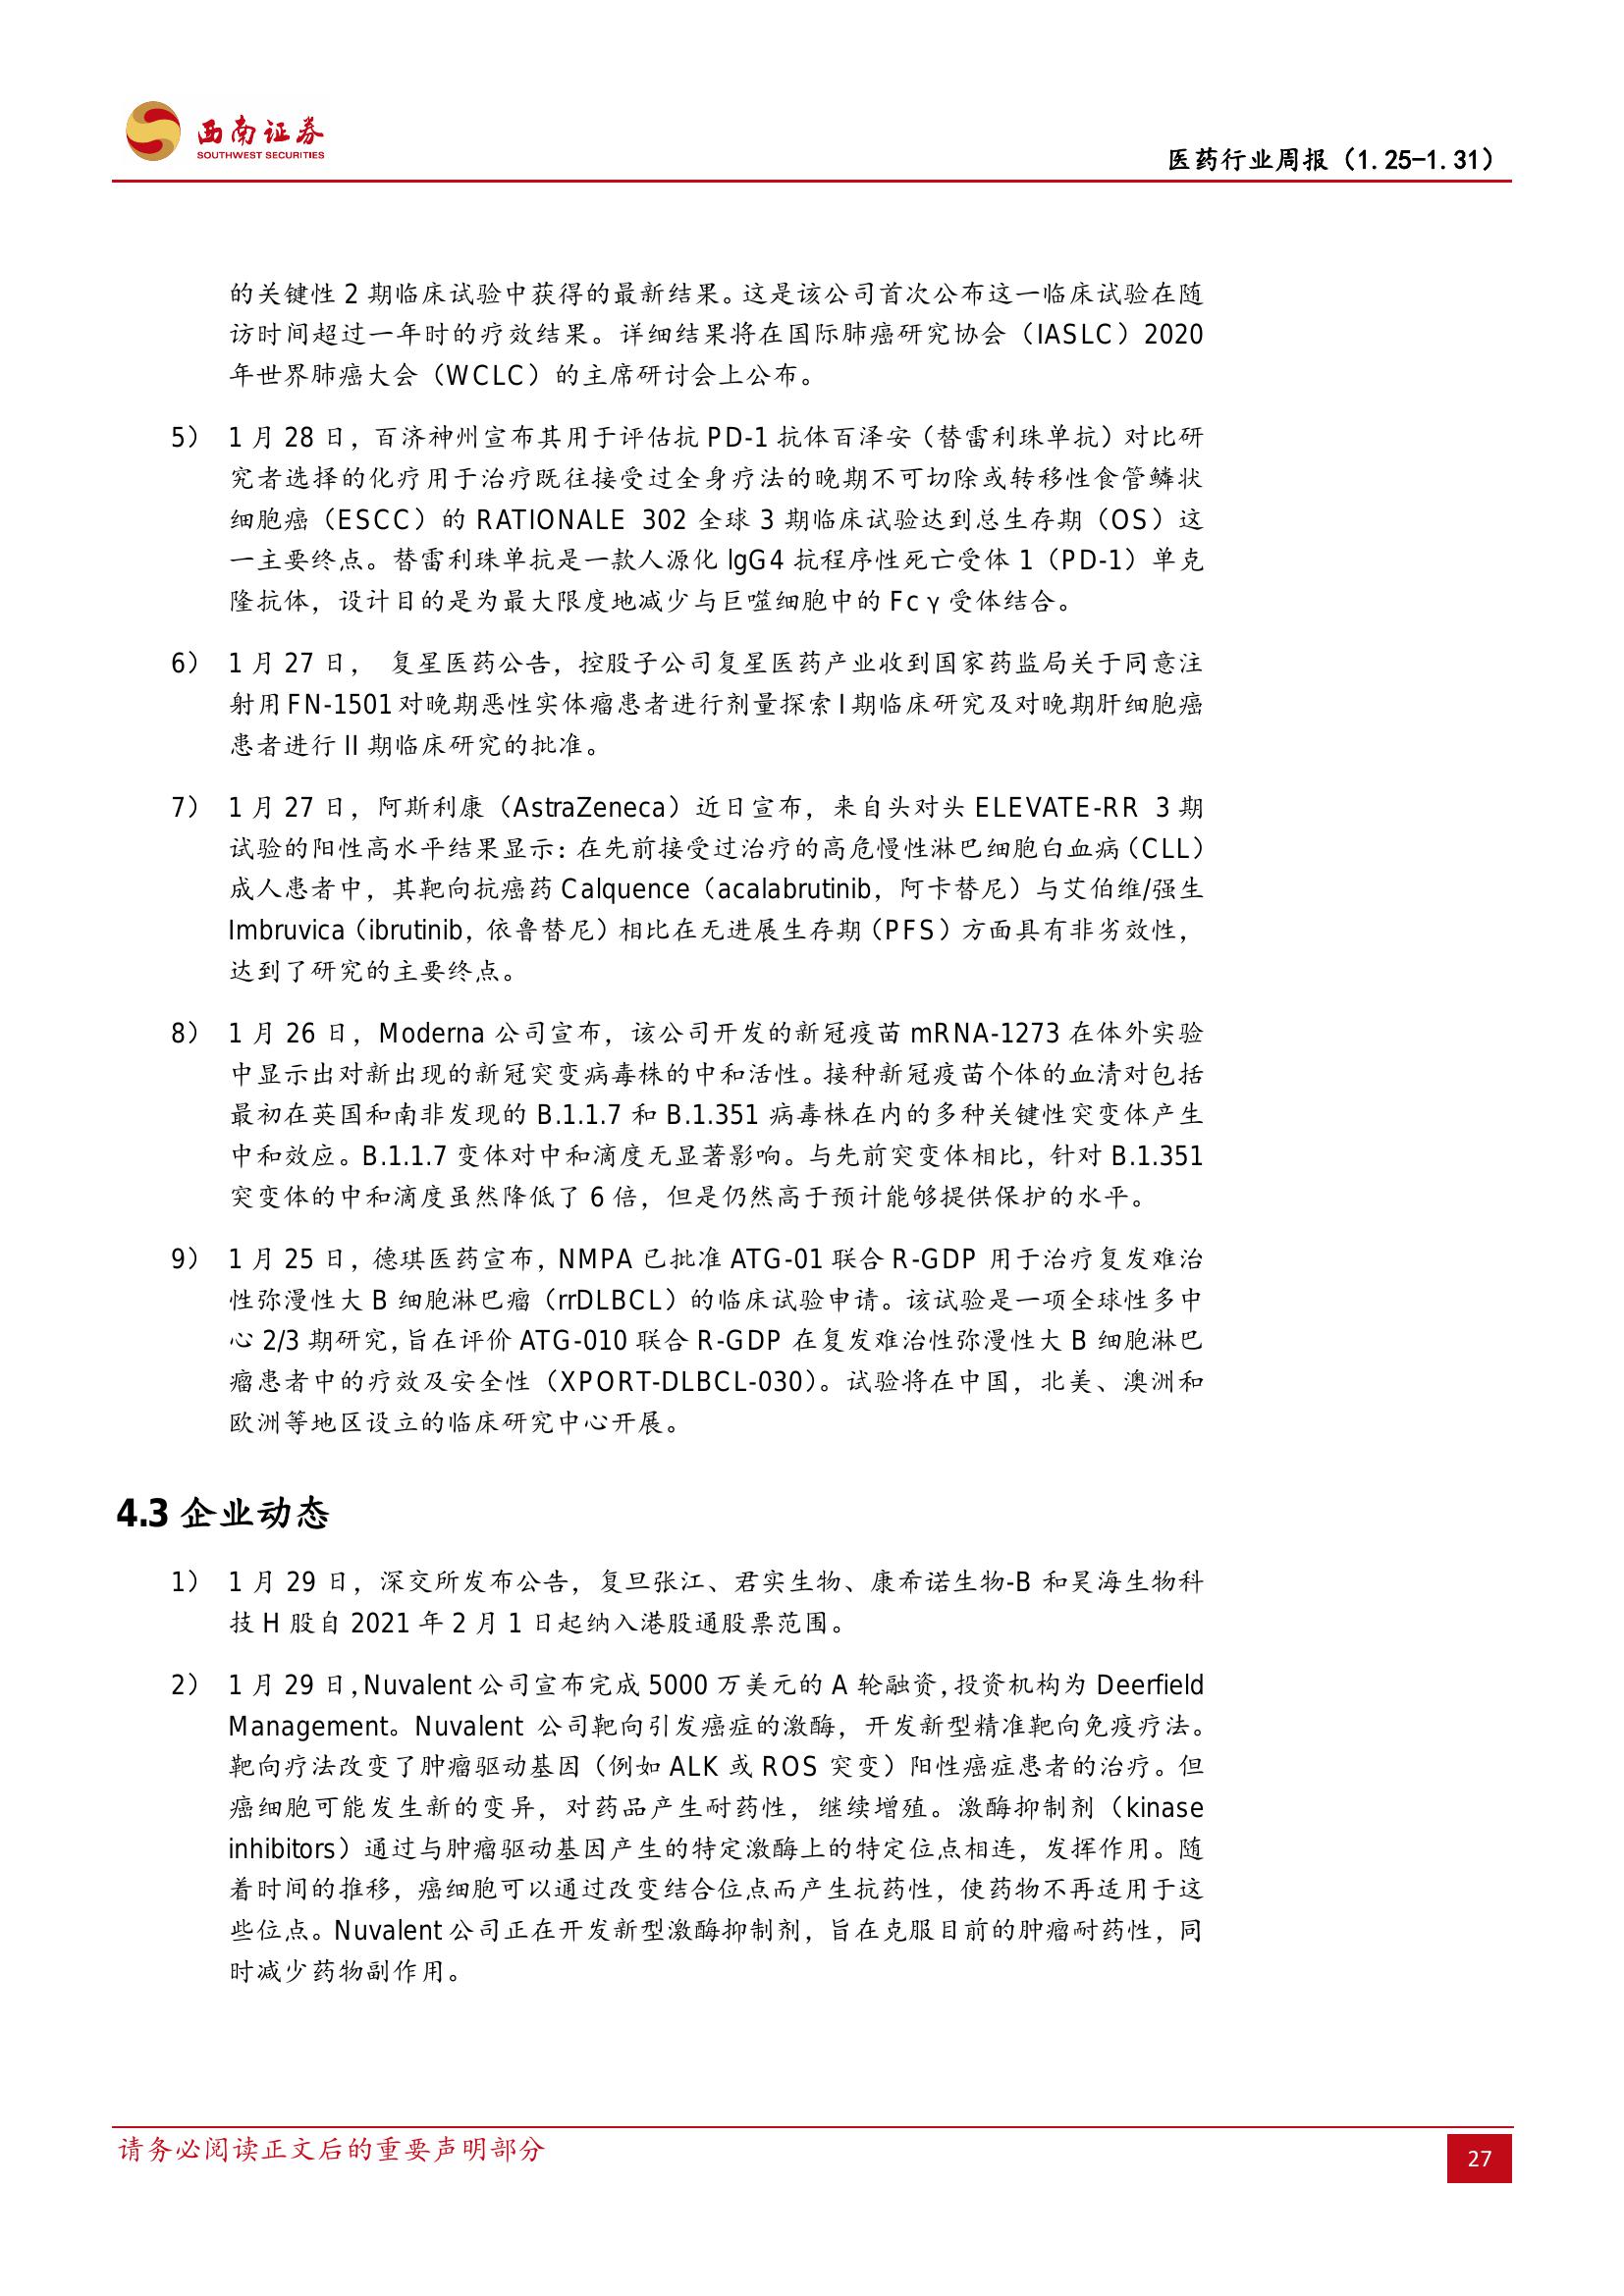 西南证券
SOUTHWEST SECURITIES
医药行业周报（1.25-1.31）
的关键性 2 期临床试验中获得的最新结果。这是该公司首次公布这一临床试验在随
访时间超过一年时的疗效结果。详细结果将在国际肺癌研究协会（IASLC）2020
年世界肺癌大会（WCLC）的主席研讨会上公布。
5） 1 月 28 日，百济神州宣布其用于评估抗 PD-1 抗体百泽安（替雷利珠单抗）对比研
究者选择的化疗用于治疗既往接受过全身疗法的晚期不可切除或转移性食管鳞状
细胞癌（ESCC）的 RATIONALE 302 全球 3 期临床试验达到总生存期（OS）这
一主要终点。替雷利珠单抗是一款人源化 lgG4 抗程序性死亡受体 1（PD-1）单克
隆抗体，设计目的是为最大限度地减少与巨噬细胞中的 Fc γ 受体结合。
6） 1 月 27 日， 复星医药公告，控股子公司复星医药产业收到国家药监局关于同意注
射用 FN-1501 对晚期恶性实体瘤患者进行剂量探索 I 期临床研究及对晚期肝细胞癌
患者进行 II 期临床研究的批准。
7） 1 月 27 日，阿斯利康（AstraZeneca）近日宣布，来自头对头 ELEVATE-RR 3 期
试验的阳性高水平结果显示：在先前接受过治疗的高危慢性淋巴细胞白血病（CLL）
成人患者中，其靶向抗癌药 Calquence（acalabrutinib，阿卡替尼）与艾伯维/强生
Imbruvica（ibrutinib，依鲁替尼）相比在无进展生存期（PFS）方面具有非劣效性，
达到了研究的主要终点。
8） 1 月 26 日，Moderna 公司宣布，该公司开发的新冠疫苗 mRNA-1273 在体外实验
中显示出对新出现的新冠突变病毒株的中和活性。接种新冠疫苗个体的血清对包括
最初在英国和南非发现的 B.1.1.7 和 B.1.351 病毒株在内的多种关键性突变体产生
中和效应。B.1.1.7 变体对中和滴度无显著影响。与先前突变体相比，针对 B.1.351
突变体的中和滴度虽然降低了 6 倍，但是仍然高于预计能够提供保护的水平。
9） 1 月 25 日，德琪医药宣布，NMPA 已批准 ATG-01 联合 R-GDP 用于治疗复发难治
性弥漫性大 B 细胞淋巴瘤（rrDLBCL）的临床试验申请。该试验是一项全球性多中
心 2/3 期研究，旨在评价 ATG-010 联合 R-GDP 在复发难治性弥漫性大 B 细胞淋巴
瘤患者中的疗效及安全性（XPORT-DLBCL-030）。试验将在中国，北美、澳洲和
欧洲等地区设立的临床研究中心开展。
4.3 企业动态
1） 1 月 29 日，深交所发布公告，复旦张江、君实生物、康希诺生物-B 和昊海生物科
技 H 股自 2021 年 2 月 1 日起纳入港股通股票范围。
2） 1 月 29 日，Nuvalent 公司宣布完成 5000 万美元的 A 轮融资，投资机构为 Deerfield
Management。Nuvalent 公司靶向引发癌症的激酶，开发新型精准靶向免疫疗法。
靶向疗法改变了肿瘤驱动基因（例如 ALK 或 ROS 突变）阳性癌症患者的治疗。但
癌细胞可能发生新的变异，对药品产生耐药性，继续增殖。激酶抑制剂（kinase
inhibitors）通过与肿瘤驱动基因产生的特定激酶上的特定位点相连，发挥作用。随
着时间的推移，癌细胞可以通过改变结合位点而产生抗药性，使药物不再适用于这
些位点。Nuvalent 公司正在开发新型激酶抑制剂，旨在克服目前的肿瘤耐药性，同
时减少药物副作用。
请务必阅读正文后的重要声明部分
27